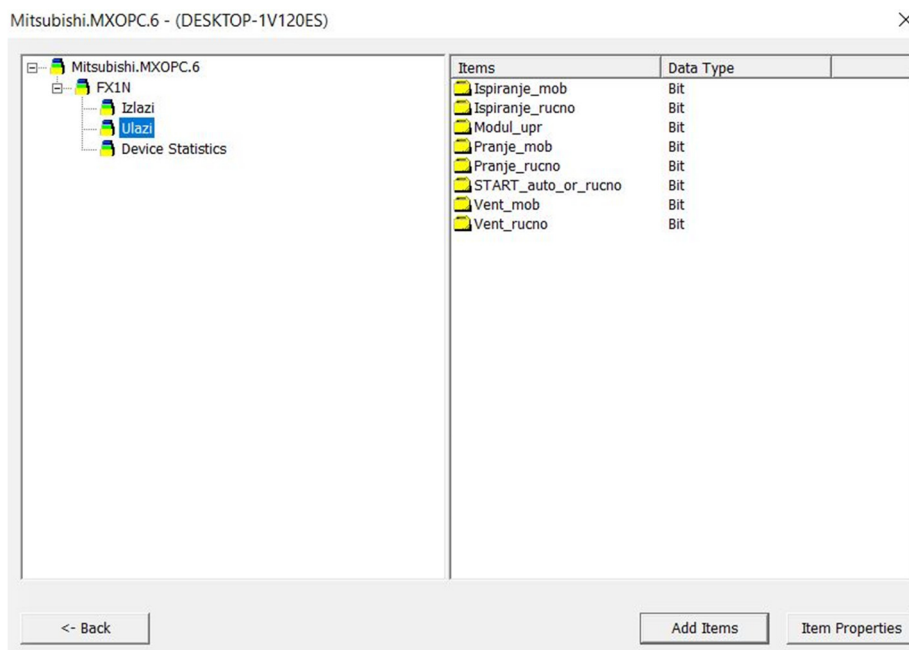 Mitsubishi.MXOPC.6 - (DESKTOP-1V120ES)
Mitsubishi.MXOPC.6
FX1N
Izlazi
Ulazi
Device Statistics
Items Data Type
Ispiranje_mob Bit
Ispiranje_rucno Bit
Modul_upr Bit
Pranje_mob Bit
Pranje_rucno Bit
START_auto_or_rucno Bit
Vent_mob Bit
Vent_rucno Bit
<- Back Add Items Item Properties